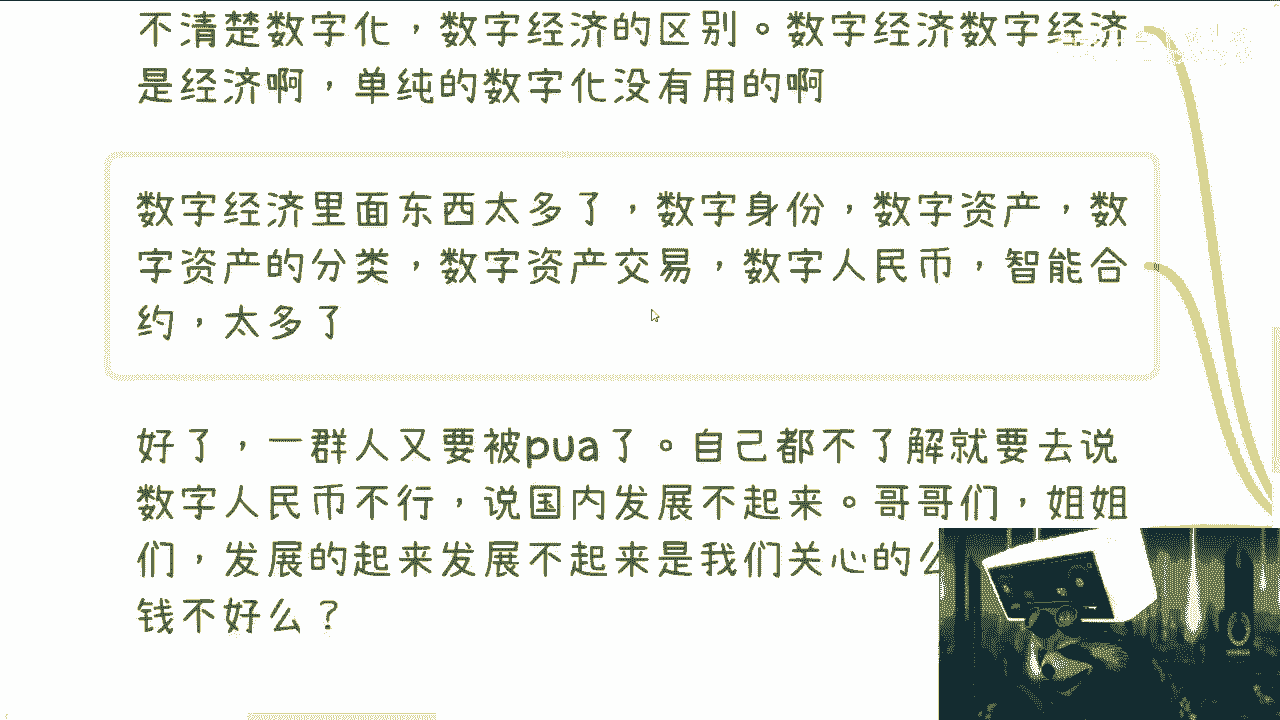 不清楚数字化，数字经济的区别。数字经济数字经济
是经济啊，单纯的数字化没有用的啊
数字经济里面东西太多了，数字身份，数字资产，数
字资产的分类，数字资产交易，数字人民币，智能合
约，太多了
好了，一群人又要被pua了。自己都不了解就要去说
数字人民币不行，说国内发展不起来。哥哥们，姐姐
们，发展的起来发展不起来是我们关心的
钱不好么？